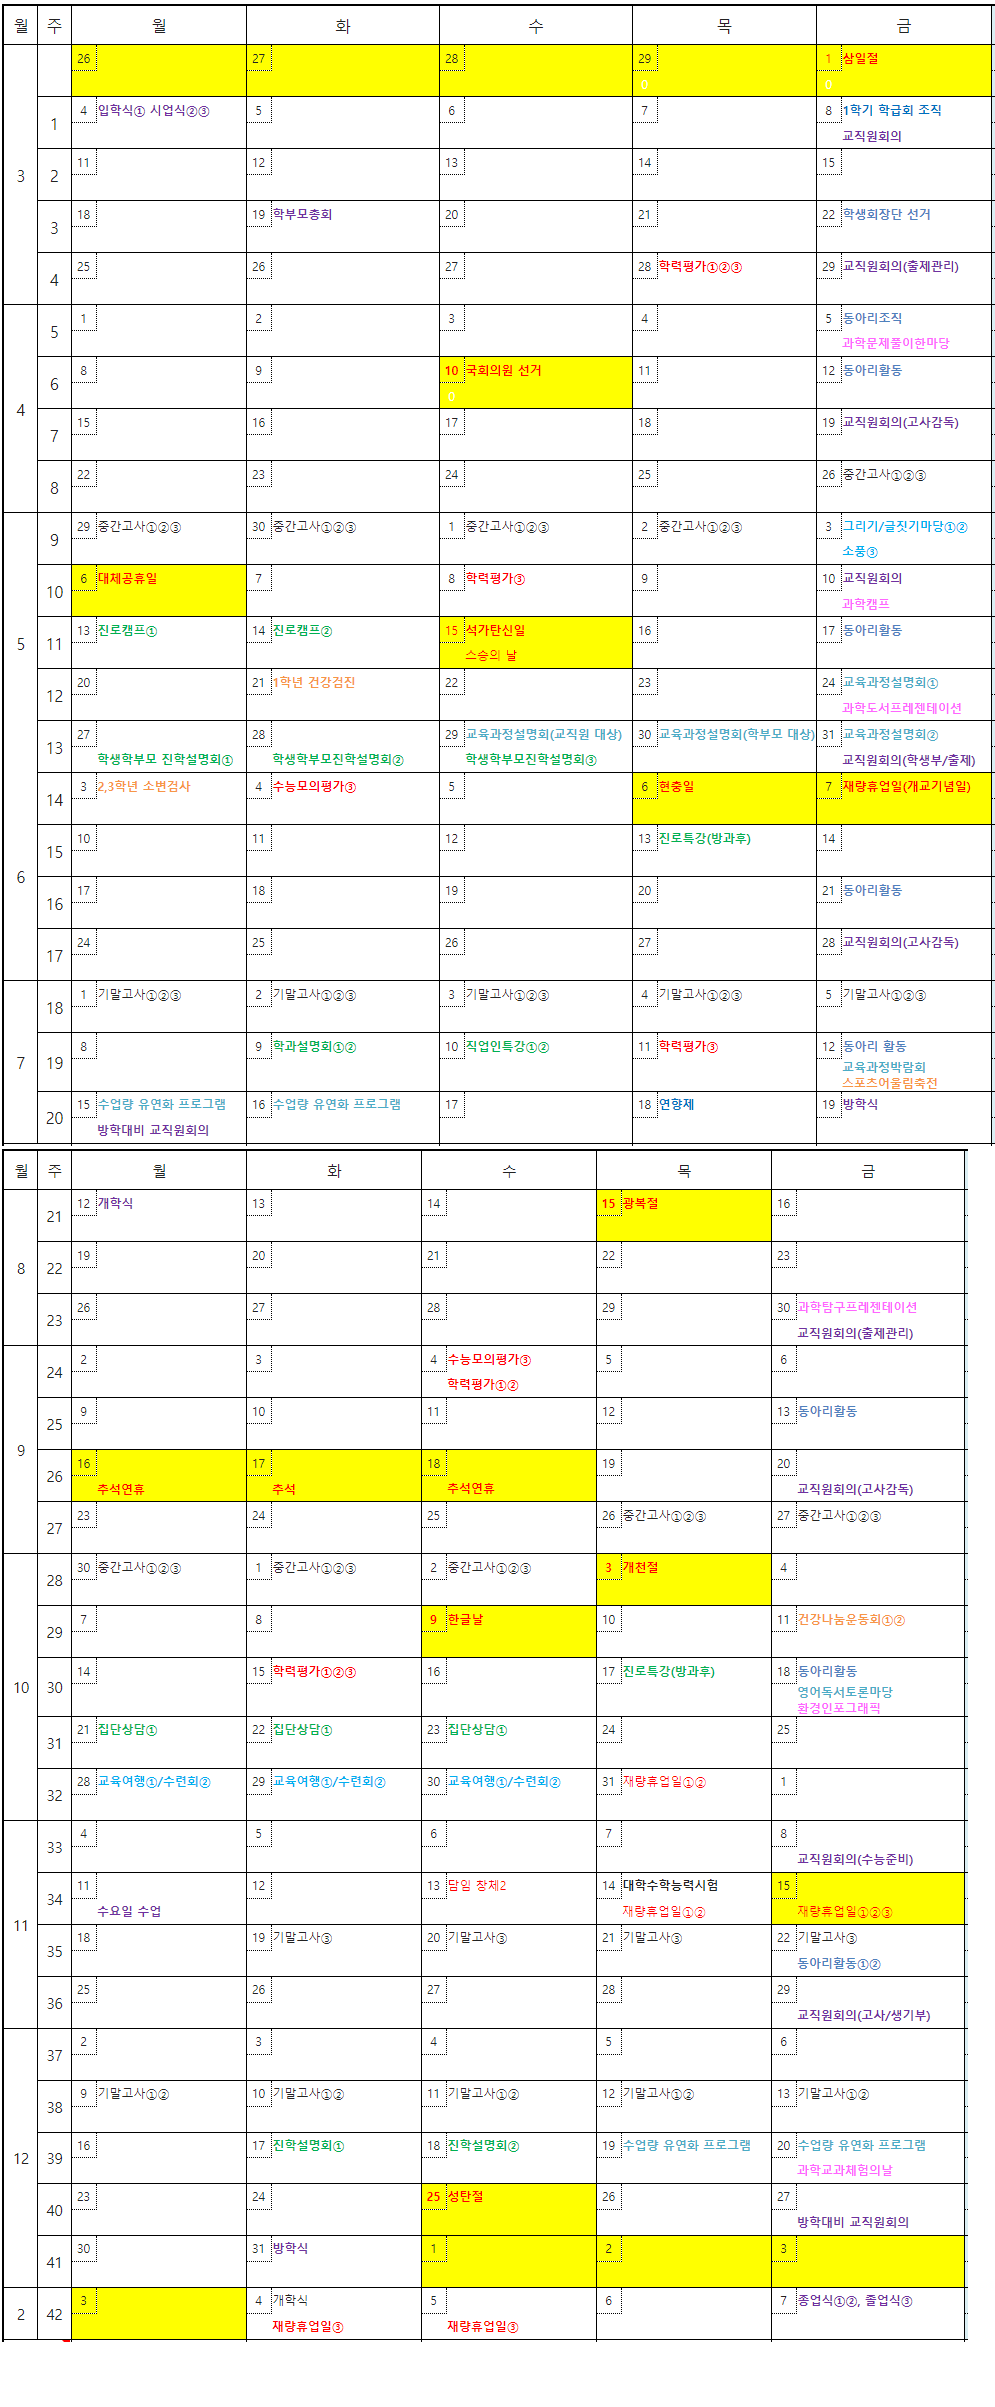 월 주 월 화 수 목 금
26 27 28 29 1 삼일절
0 0
4 입학식① 시업식②③ 5 6 7 8 1학기 학급회 조직
1 교직원회의
3
11 12 13 14 15
2
18 19 학부모총회 20 21 22 학생회장단 선거
3
25 26 27 28 학력평가①②③ 29 교직원회의(출제관리)
4
1 2 3 4 5 동아리조직
5 과학문제풀이한마당
4
8 9 10 국회의원 선거 11 12 동아리활동
6 0
15 16 17 18 19 교직원회의(고사감독)
7
22 23 24 25 26 중간고사①②③
8
29 중간고사①②③ 30 중간고사①②③ 1 중간고사①②③ 2 중간고사①②③ 3 그리기/글짓기마당①②
9 소풍③
5
6 대체공휴일 7 8 학력평가③ 9 10 교직원회의
10 과학캠프
13 진로캠프① 14 진로캠프② 15 석가탄신일 16 17 동아리활동
11 스승의 날
20 21 1학년 건강검진 22 23 24 교육과정설명회①
12 과학도서프레젠테이션
27 28 29 교육과정설명회(교직원 대상) 30 교육과정설명회(학부모 대상) 31 교육과정설명회②
13 학생학부모 진학설명회① 학생학부모진학설명회② 학생학부모진학설명회③ 교직원회의(학생부/출제)
3 2,3학년 소변검사 4 수능모의평가③ 5 6 현충일 7 재량휴업일(개교기념일)
14
6
10 11 12 13 진로특강(방과후) 14
15
17 18 19 20 21 동아리활동
16
24 25 26 27 28 교직원회의(고사감독)
17
1 기말고사①②③ 2 기말고사①②③ 3 기말고사①②③ 4 기말고사①②③ 5 기말고사①②③
18
7
8 9 학과설명회①② 10 직업인특강①② 11 학력평가③ 12 동아리 활동
19 교육과정박람회
스포츠어울림축전
15 수업량 유연화 프로그램 16 수업량 유연화 프로그램 17 18 연향제 19 방학식
20 방학대비 교직원회의
월 주 월 화 수 목 금
12 개학식 13 14 15 광복절 16
21
8
19 20 21 22 23
22
26 27 28 29 30 과학탐구프레젠테이션
23 교직원회의(출제관리)
2 3 4 수능모의평가③ 5 6
24 학력평가①②
9
9 10 11 12 13 동아리활동
25
16 17 18 19 20
26 추석연휴 추석 추석연휴 교직원회의(고사감독)
23 24 25 26 중간고사①②③ 27 중간고사①②③
27
30 중간고사①②③ 1 중간고사①②③ 2 중간고사①②③ 3 개천절 4
28
10
7 8 9 한글날 10 11 건강나눔운동회①②
29
14 15 학력평가①②③ 16 17 진로특강(방과후) 18 동아리활동
30 영어독서토론마당
환경인포그래픽
21 집단상담① 22 집단상담① 23 집단상담① 24 25
31
28 교육여행①/수련회② 29 교육여행①/수련회② 30 교육여행①/수련회② 31 재량휴업일①② 1
32
4 5 6 7 8
33 교직원회의(수능준비)
11
11 12 13 담임 창체2 14 대학수학능력시험 15
34 수요일 수업 재량휴업일①② 재량휴업일①②③
18 19 기말고사③ 20 기말고사③ 21 기말고사③ 22 기말고사③
35 동아리활동①②
25 26 27 28 29
36 교직원회의(고사/생기부)
2 3 4 5 6
37
12
9 기말고사①② 10 기말고사①② 11 기말고사①② 12 기말고사①② 13 기말고사①②
38
16 17 진학설명회① 18 진학설명회② 19 수업량 유연화 프로그램 20 수업량 유연화 프로그램
39 과학교과체험의날
23 24 25 성탄절 26 27
40 방학대비 교직원회의
30 31 방학식 1 2 3
41
3 4 개학식 5 6 7 종업식①②, 졸업식③
2 42 재량휴업일③ 재량휴업일③